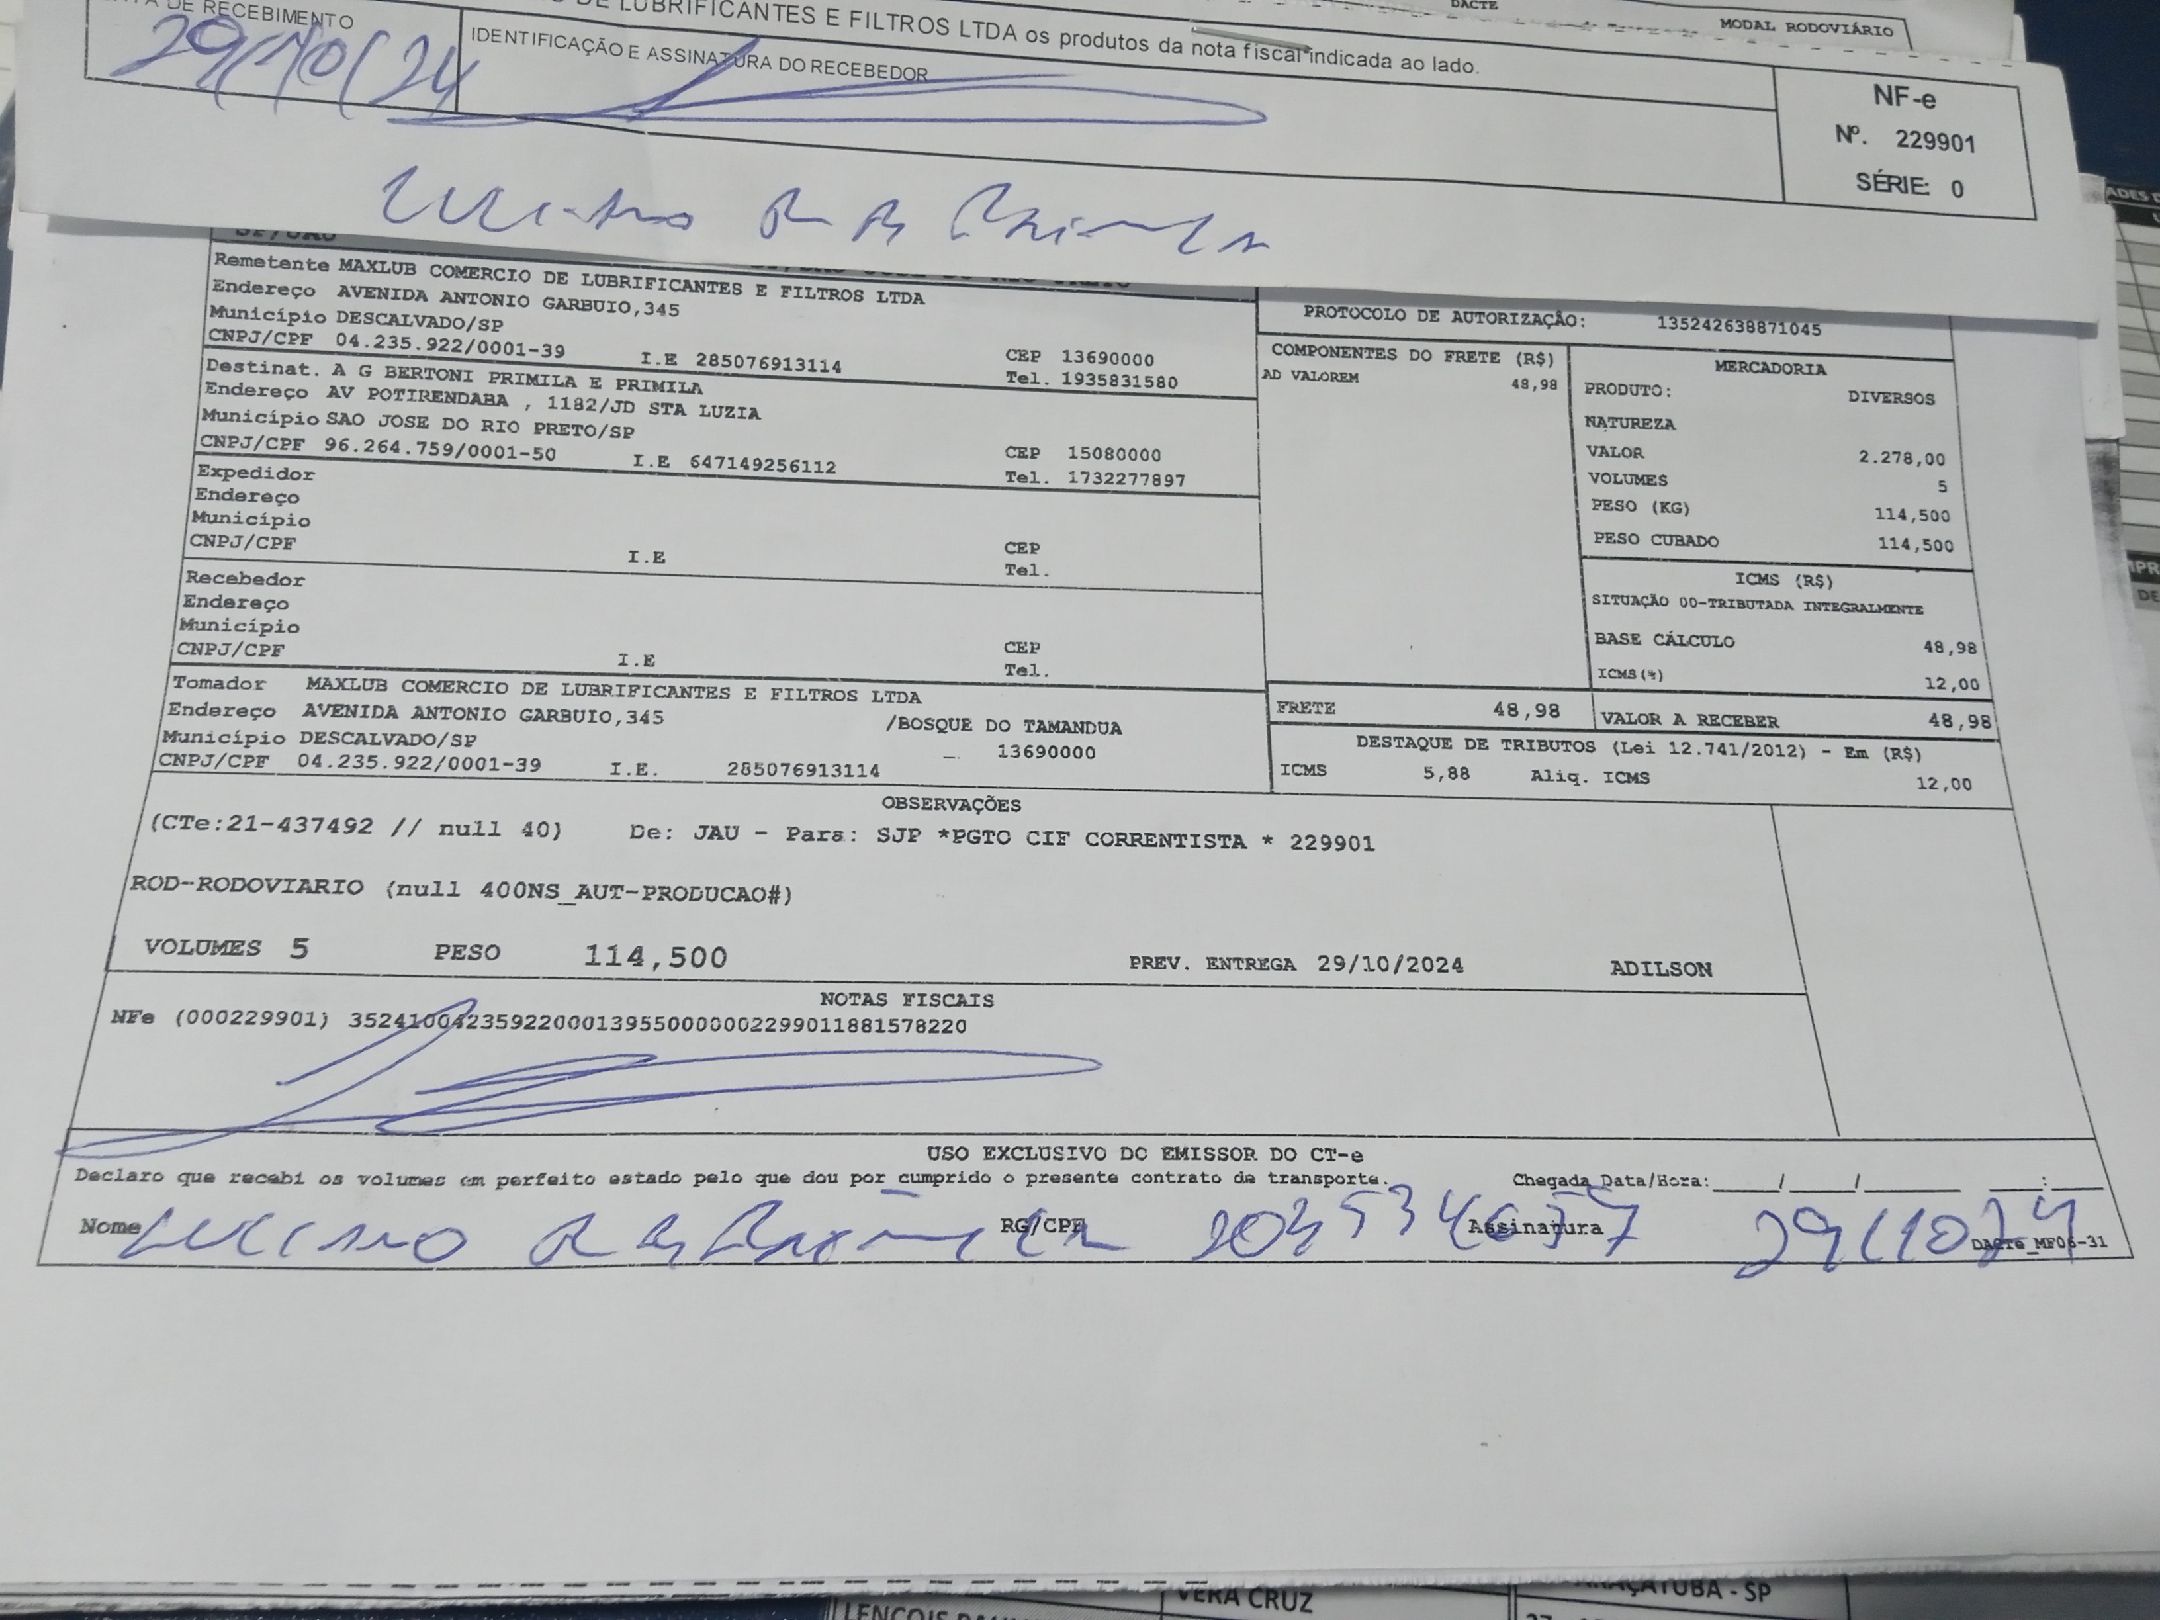 DACTE
MODAL RODOVIÁRIO
DE LUBRIFICANTES E FILTROS LTDA os produtos da nota fiscal indicada ao lado.
DE RECEBIMENTO
IDENTIFICAÇÃO E ASSINATURA DO RECEBEDOR
29/10/24
NF-e
Nº. 229901
SÉRIE: 0
Luciano
Remetente MAXLUB COMERCIO DE LUBRIFICANTES E FILTROS LTDA
Endereço AVENIDA ANTONIO GARBUIO,345
Município DESCALVADO/SP
CNPJ/CPF 04.235.922/0001-39 I.E 285076913114 CEP 13690000
Tel. 1935831580
Destinat. A G BERTONI PRIMILA E PRIMILA
Endereço AV POTIRENDABA , 1182/JD STA LUZIA
Município SAO JOSE DO RIO PRETO/SP
CNPJ/CPF 96.264.759/0001-50 I.E 647149256112 CEP 15080000
Tel. 1732277897
Expedidor
Endereço
Município
CNPJ/CPF I.E CEP
Tel.
Recebedor
Endereço
Município
CNPJ/CPF I.E CEP
Tel.
Tomador MAXLUB COMERCIO DE LUBRIFICANTES E FILTROS LTDA
Endereço AVENIDA ANTONIO GARBUIO,345 /BOSQUE DO TAMANDUA
Município DESCALVADO/SP 13690000
CNPJ/CPF 04.235.922/0001-39 I.E. 285076913114
PROTOCOLO DE AUTORIZAÇÃO: 135242638871045
COMPONENTES DO FRETE (R$)
AD VALOREM 48,98
MERCADORIA
PRODUTO: DIVERSOS
NATUREZA
VALOR 2.278,00
VOLUMES 5
PESO (KG) 114,500
PESO CUBADO 114,500
ICMS (R$)
SITUAÇÃO 00-TRIBUTADA INTEGRALMENTE
BASE CÁLCULO 48,98
ICMS(%) 12,00
FRETE 48,98 VALOR A RECEBER 48,98
DESTAQUE DE TRIBUTOS (Lei 12.741/2012) - Em (R$)
ICMS 5,88 Aliq. ICMS 12,00
OBSERVAÇÕES
(CTe:21-437492 // null 40) De: JAU - Para: SJP *PGTO CIF CORRENTISTA * 229901
ROD-RODOVIARIO (null 400NS_AUT-PRODUCAO#)
VOLUMES 5 PESO 114,500 PREV. ENTREGA 29/10/2024 ADILSON
NOTAS FISCAIS
NFe (000229901) 35241004235922000139550000002299011881578220
USO EXCLUSIVO DO EMISSOR DO CT-e
Declaro que recebi os volumes em perfeito estado pelo que dou por cumprido o presente contrato de transporte. Chegada Data/Hora:_____/____/______ ___:___
Nome Luciano RG/CPF Assinatura 29/10/24
DACTE_MF06-31
VERA CRUZ
ARAÇATUBA - SP